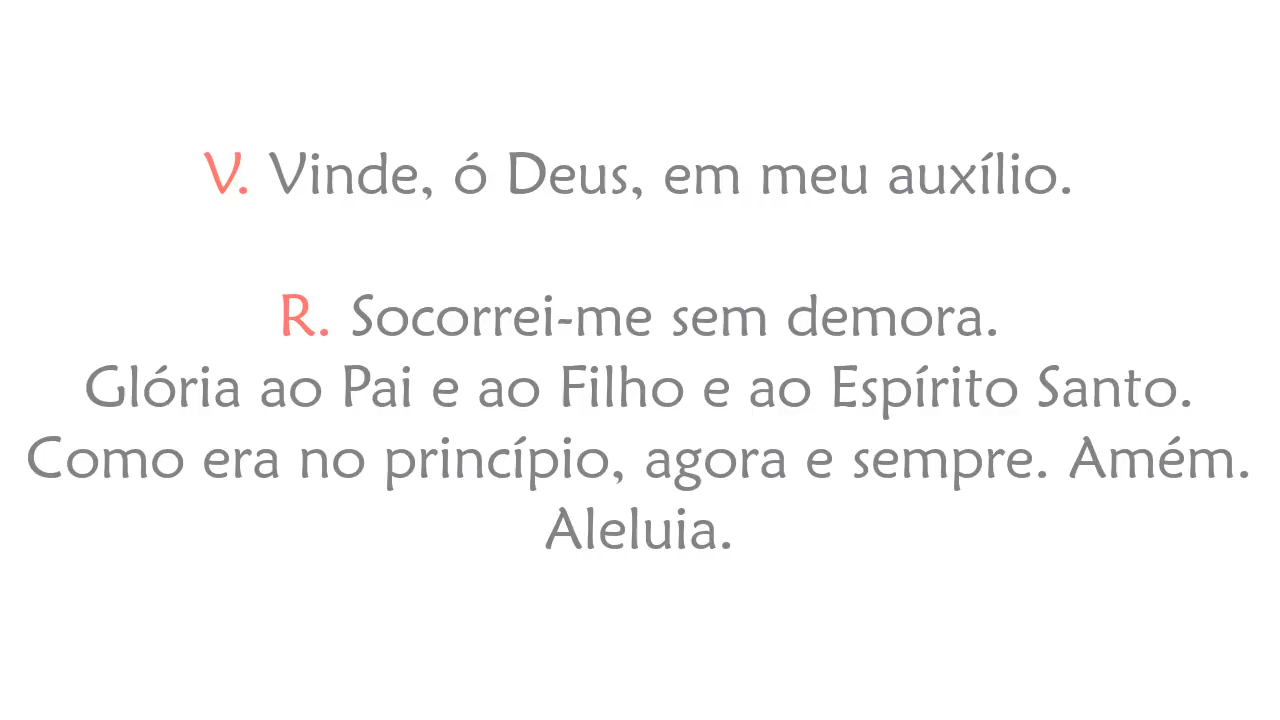 V. Vinde, ó Deus, em meu auxílio.
R. Socorrei-me sem demora.
Glória ao Pai e ao Filho e ao Espírito Santo.
Como era no princípio, agora e sempre. Amém.
Aleluia.